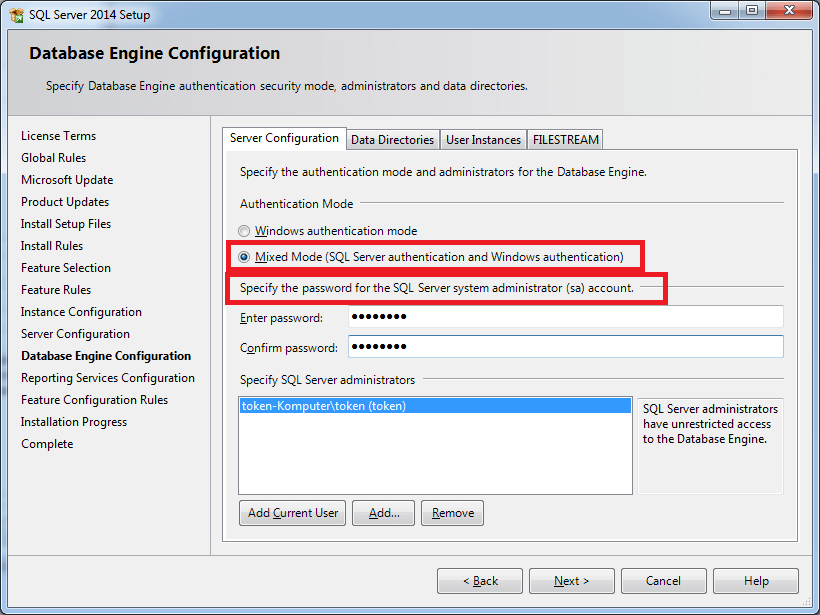 SQL Server 2014 Setup
Database Engine Configuration
Specify Database Engine authentication security mode, administrators and data directories.
License Terms
Global Rules
Microsoft Update
Product Updates
Install Setup Files
Install Rules
Feature Selection
Feature Rules
Instance Configuration
Server Configuration
Database Engine Configuration
Reporting Services Configuration
Feature Configuration Rules
Installation Progress
Complete
Server Configuration Data Directories User Instances FILESTREAM
Specify the authentication mode and administrators for the Database Engine.
Authentication Mode
Windows authentication mode
Mixed Mode (SQL Server authentication and Windows authentication)
Specify the password for the SQL Server system administrator (sa) account.
Enter password: ●●●●●●●●
Confirm password: ●●●●●●●●
Specify SQL Server administrators
token-Komputer\token (token)
SQL Server administrators
have unrestricted access
to the Database Engine.
Add Current User Add... Remove
< Back Next > Cancel Help